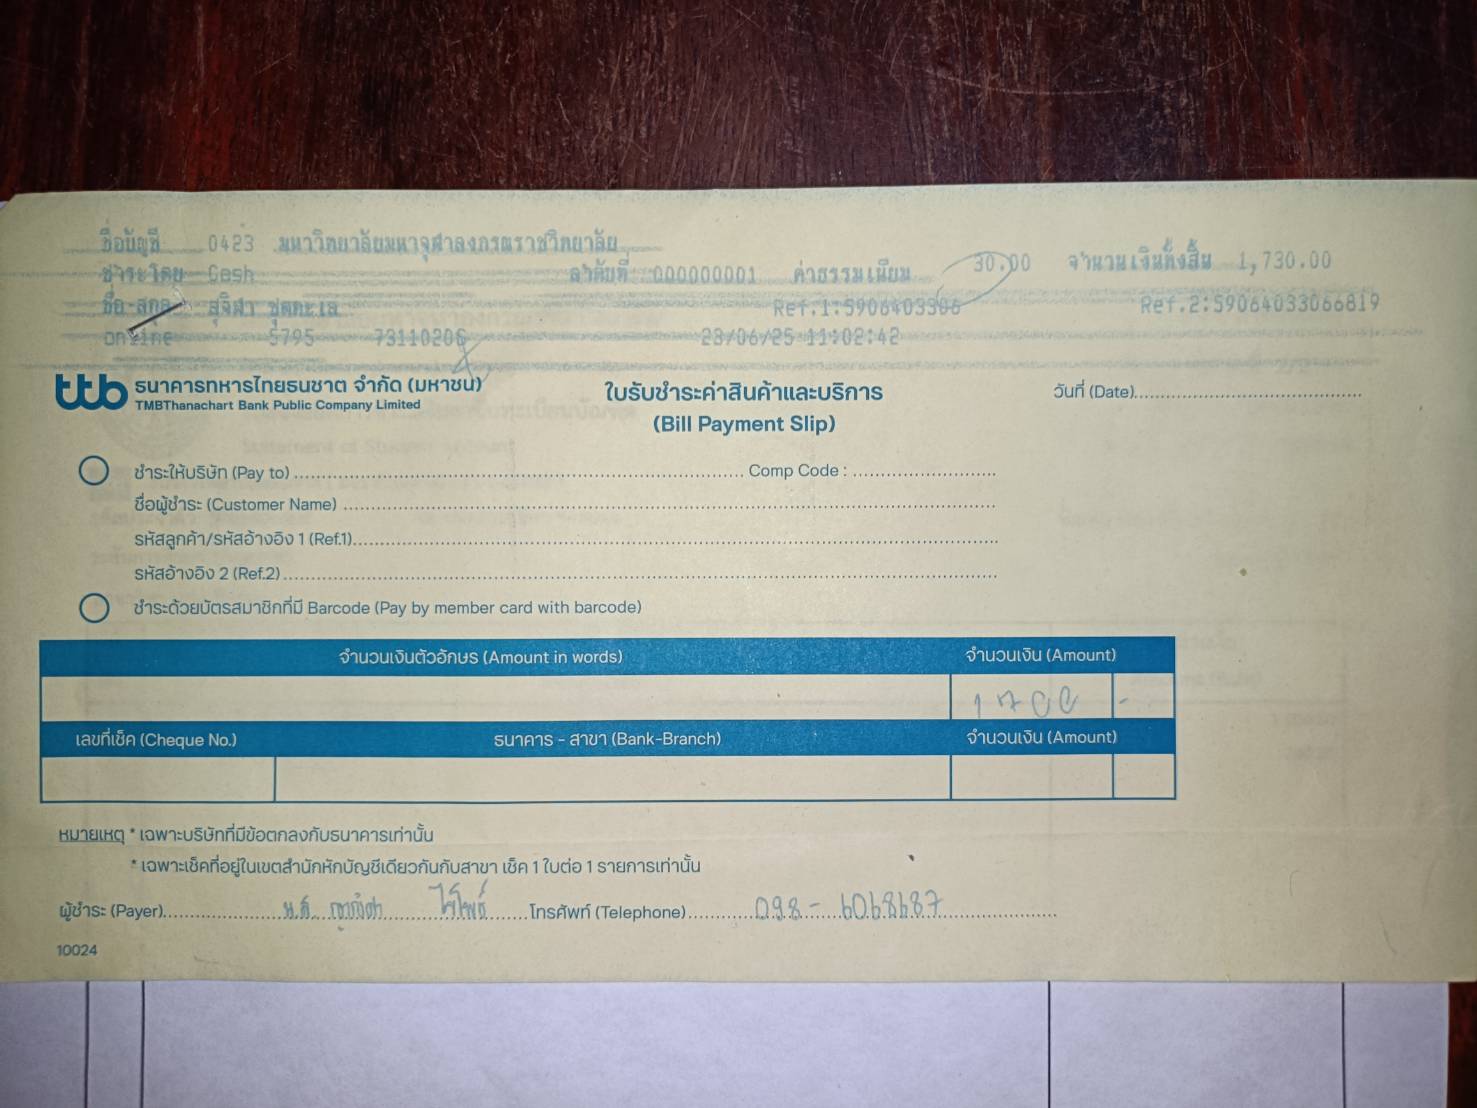 ชื่อบัญชี 0423 มหาวิทยาลัยมหาจุฬาลงกรณราชวิทยาลัย
ชำระโดย Cash ลำดับที่ 000000001 ค่าธรรมเนียม 30.00 จำนวนเงินทั้งสิ้น 1,730.00
ชื่อ-สกุล สุจิฬา Ref.1:5906403306 Ref.2:59064033066819
online 5795 73110206 23/06/25 11:02:42
ttb ธนาคารทหารไทยธนชาต จำกัด (มหาชน)
TMBThanachart Bank Public Company Limited
ใบรับชำระค่าสินค้าและบริการ
(Bill Payment Slip)
วันที่ (Date)
ชำระให้บริษัท (Pay to) Comp Code :
ชื่อผู้ชำระ (Customer Name)
รหัสลูกค้า/รหัสอ้างอิง 1 (Ref.1)
รหัสอ้างอิง 2 (Ref.2)
ชำระด้วยบัตรสมาชิกที่มี Barcode (Pay by member card with barcode)
จำนวนเงินตัวอักษร (Amount in words) จำนวนเงิน (Amount)
1700 -
เลขที่เช็ค (Cheque No.) ธนาคาร - สาขา (Bank-Branch) จำนวนเงิน (Amount)
หมายเหตุ * เฉพาะบริษัทที่มีข้อตกลงกับธนาคารเท่านั้น
* เฉพาะเช็คที่อยู่ในเขตสำนักหักบัญชีเดียวกันกับสาขา เช็ค 1 ใบต่อ 1 รายการเท่านั้น
ผู้ชำระ (Payer) น.ส. โทรศัพท์ (Telephone) 098-6068687
10024